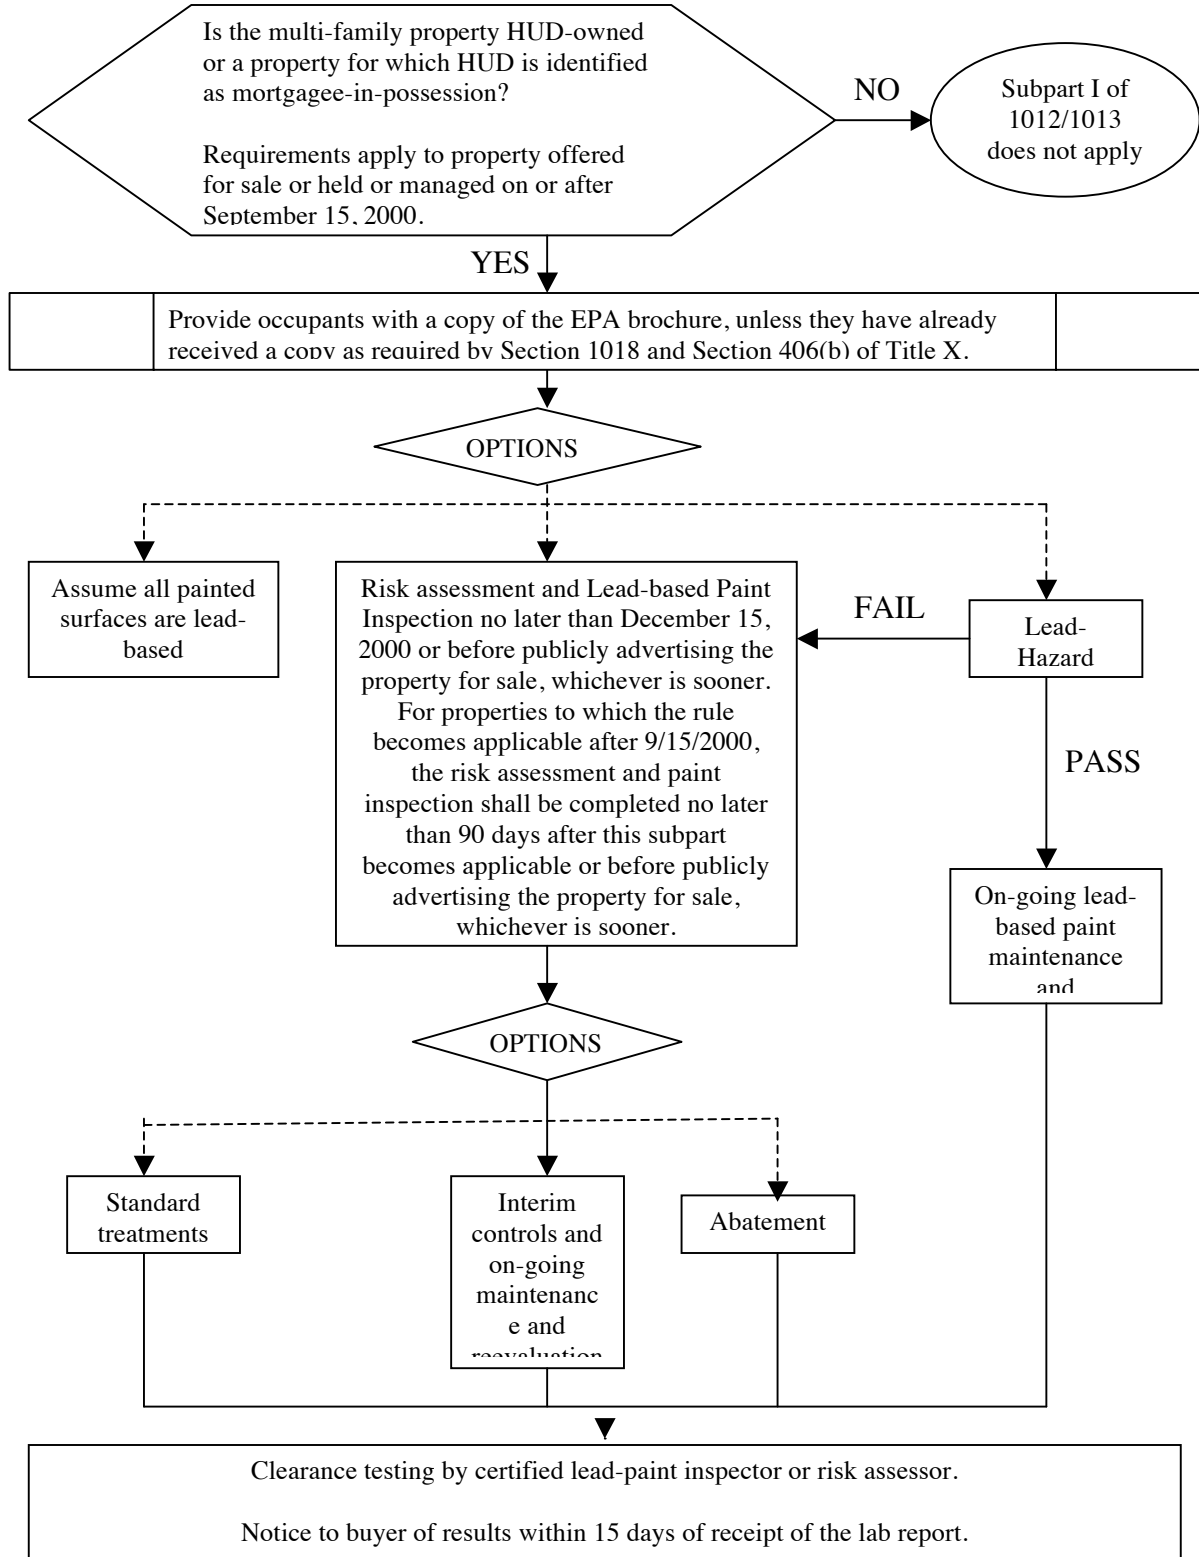 Is the multi-family property HUD-owned
or a property for which HUD is identified
as mortgagee-in-possession?
Requirements apply to property offered
for sale or held or managed on or after
September 15, 2000.
NO
Subpart I of
1012/1013
does not apply
YES
Provide occupants with a copy of the EPA brochure, unless they have already
received a copy as required by Section 1018 and Section 406(b) of Title X.
OPTIONS
Assume all painted
surfaces are lead-
based
Risk assessment and Lead-based Paint
Inspection no later than December 15,
2000 or before publicly advertising the
property for sale, whichever is sooner.
For properties to which the rule
becomes applicable after 9/15/2000,
the risk assessment and paint
inspection shall be completed no later
than 90 days after this subpart
becomes applicable or before publicly
advertising the property for sale,
whichever is sooner.
FAIL
Lead-
Hazard
PASS
On-going lead-
based paint
maintenance
and
OPTIONS
Standard
treatments
Interim
controls and
on-going
maintenanc
e and
reevaluation
Abatement
Clearance testing by certified lead-paint inspector or risk assessor.
Notice to buyer of results within 15 days of receipt of the lab report.